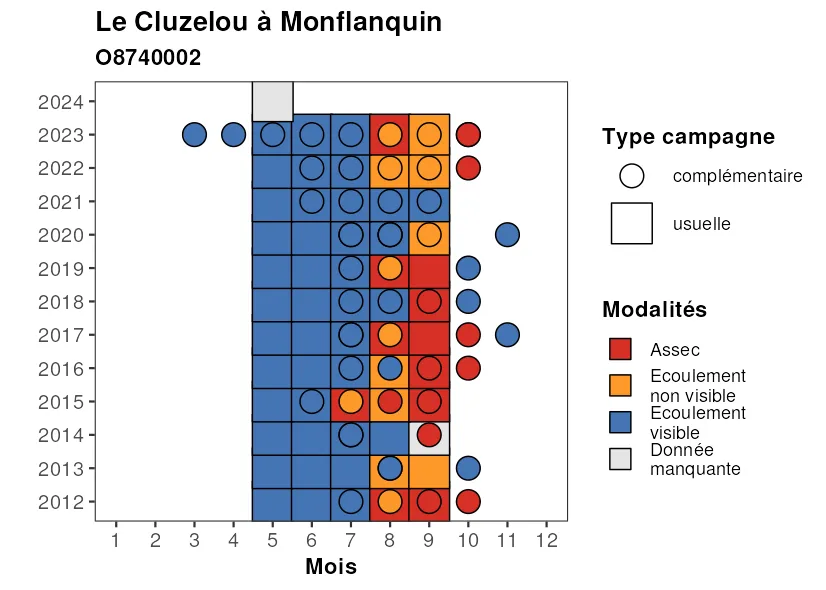 Le Cluzelou à Monflanquin
O8740002
2024
2023
2022
2021
2020
2019
2018
2017
2016
2015
2014
2013
2012
1 2 3 4 5 6 7 8 9 10 11 12
Mois
Type campagne
complémentaire
usuelle
Modalités
Assec
Ecoulement
non visible
Ecoulement
visible
Donnée
manquante